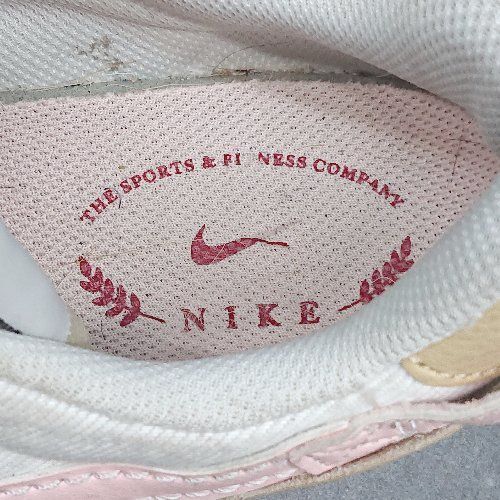 THE SPORTS & FI NESS COMPANY
NIKE